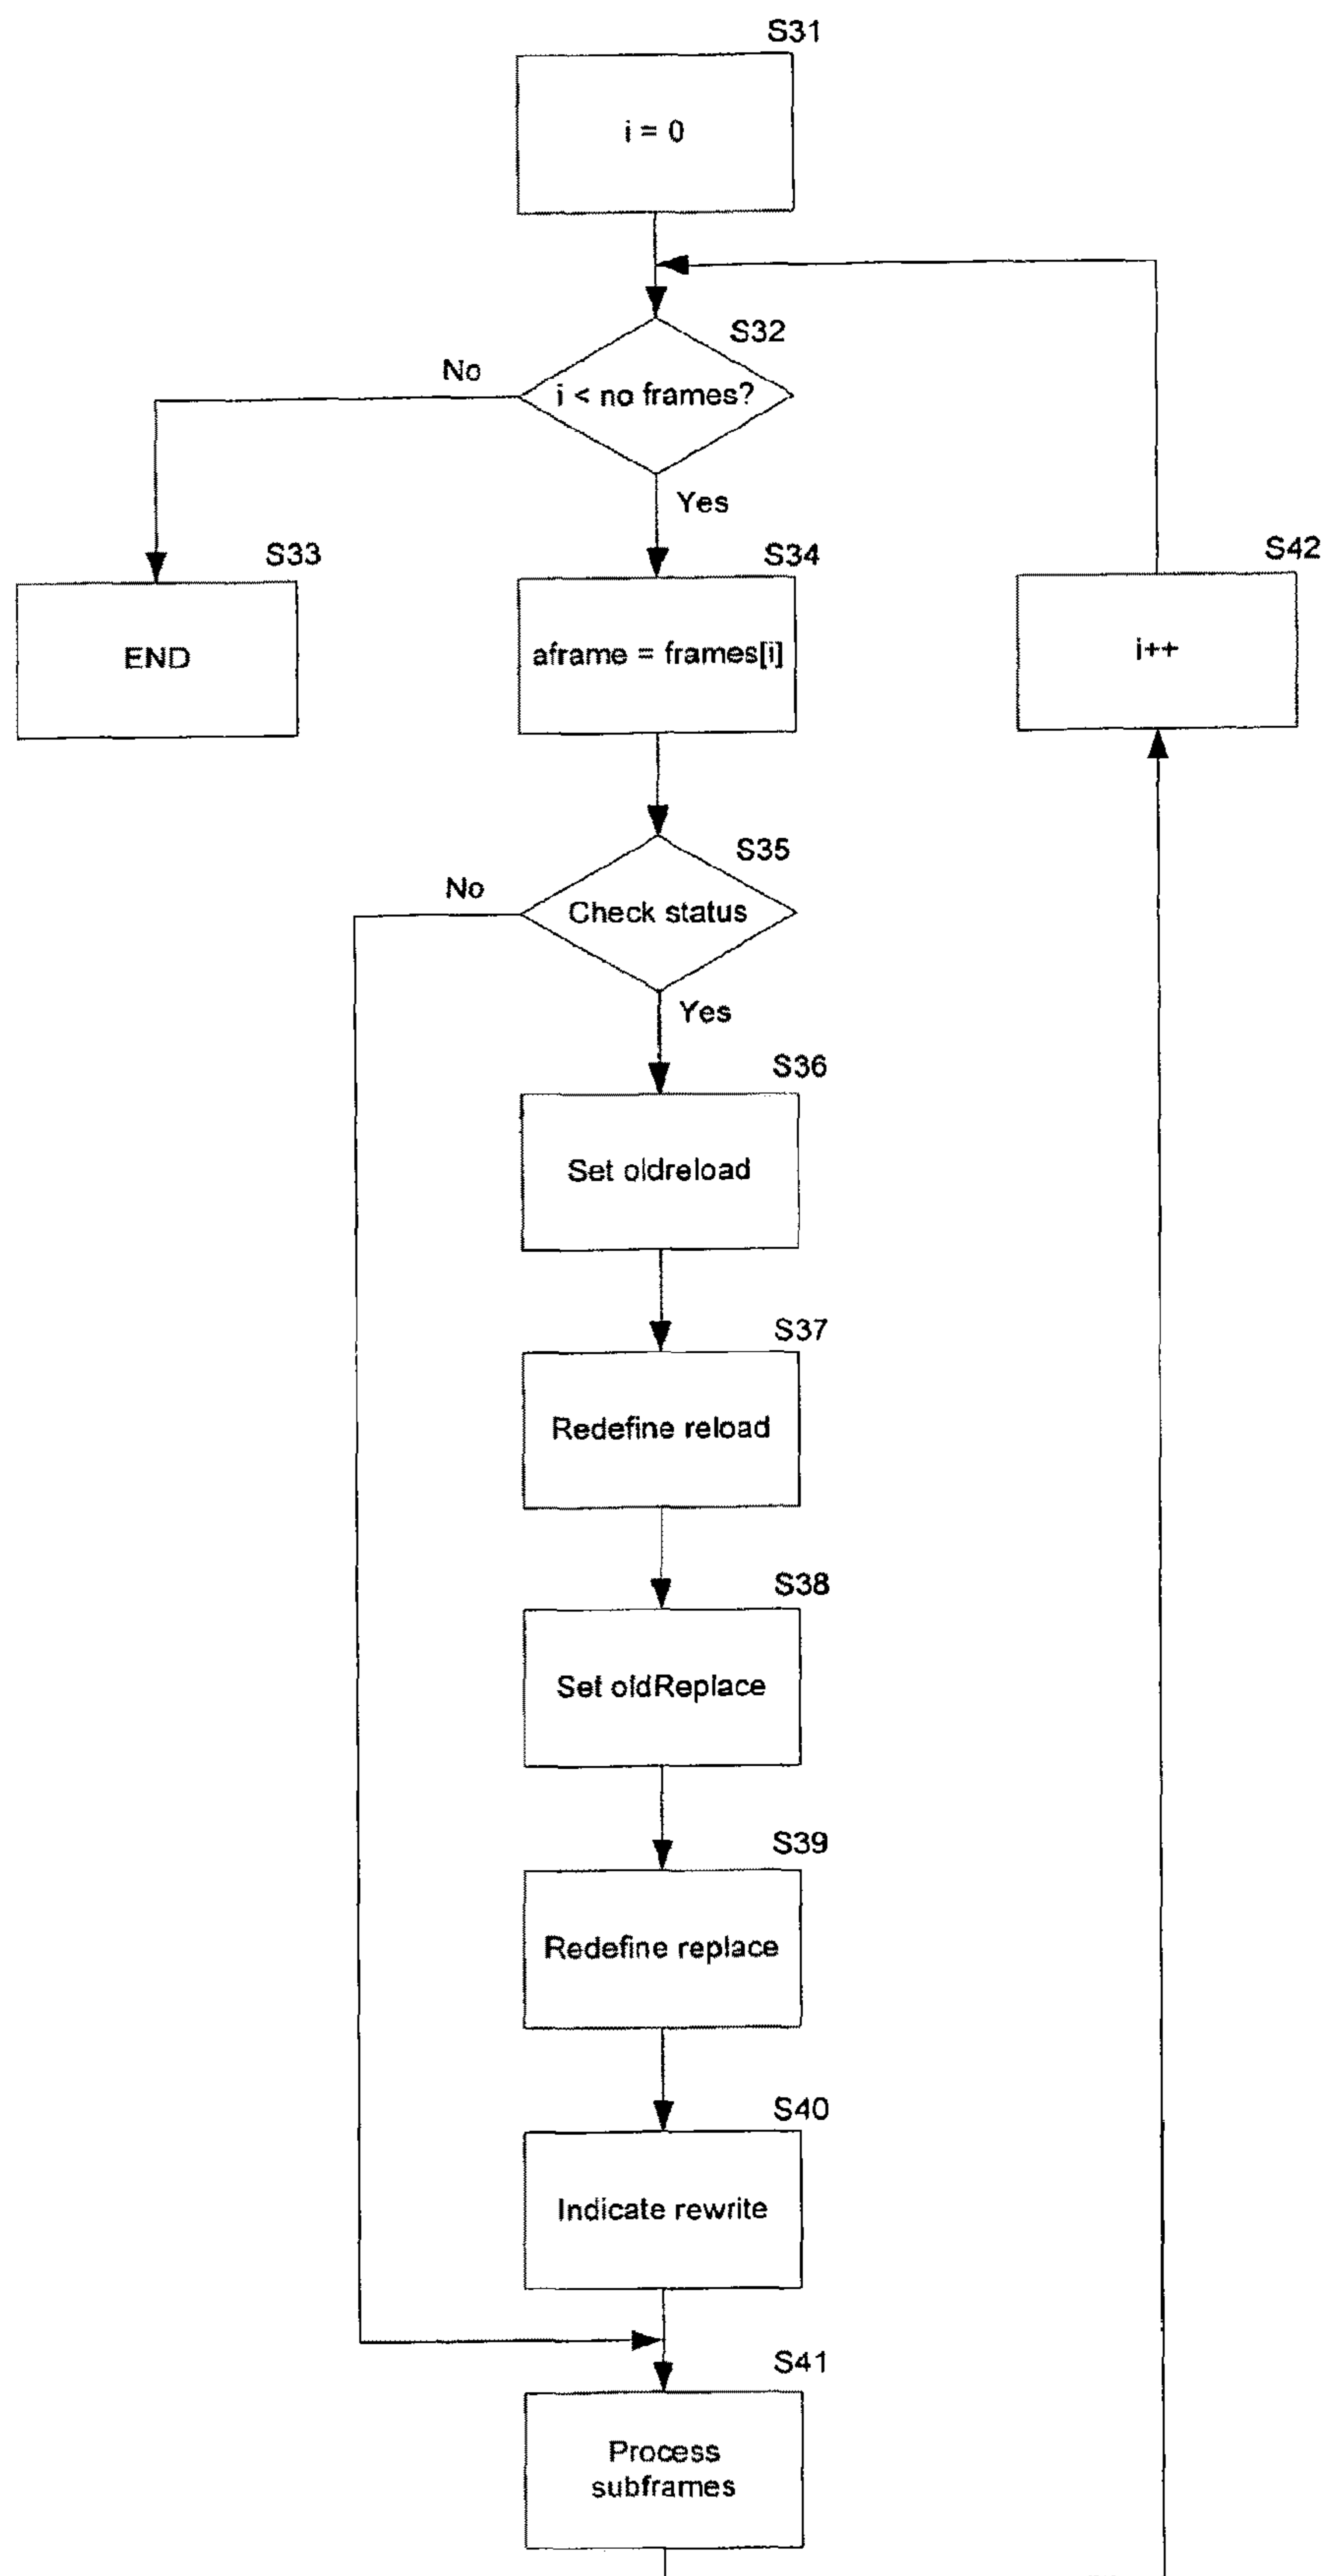 S31
i = 0
S32
No
i < no frames?
Yes
S33
S34
S42
END
aframe = frames[i]
i++
S35
No
Check status
Yes
S36
Set oldreload
S37
Redefine reload
S38
Set oldReplace
S39
Redefine replace
S40
Indicate rewrite
S41
Process
subframes